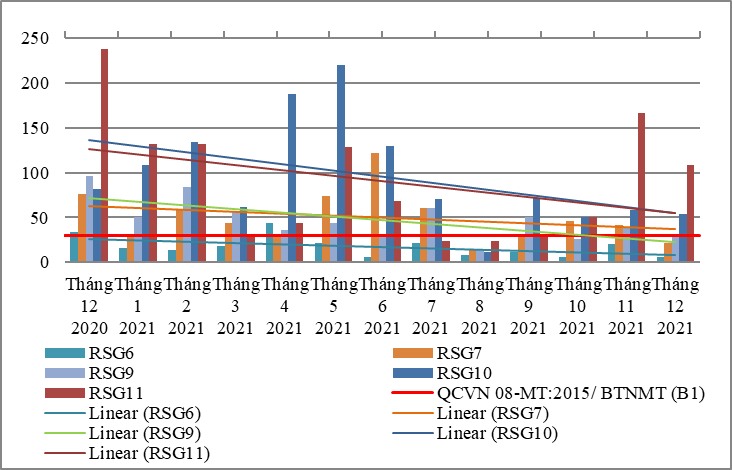 250
200
150
100
50
0
Tháng Tháng Tháng Tháng Tháng Tháng Tháng Tháng Tháng Tháng Tháng Tháng Tháng
12 1 2 3 4 5 6 7 8 9 10 11 12
2020 2021 2021 2021 2021 2021 2021 2021 2021 2021 2021 2021 2021
RSG6 RSG7
RSG9 RSG10
RSG11 QCVN 08-MT:2015/ BTNMT (B1)
Linear (RSG6) Linear (RSG7)
Linear (RSG9) Linear (RSG10)
Linear (RSG11)